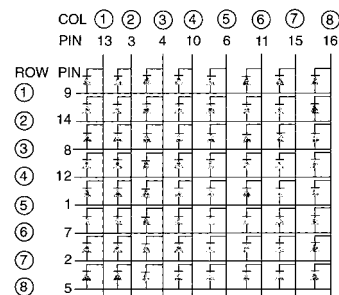 COL ① ② ③ ④ ⑤ ⑥ ⑦ ⑧
PIN 13 3 4 10 6 11 15 16
ROW PIN
① 9
② 14
③ 8
④ 12
⑤ 1
⑥ 7
⑦ 2
⑧ 5